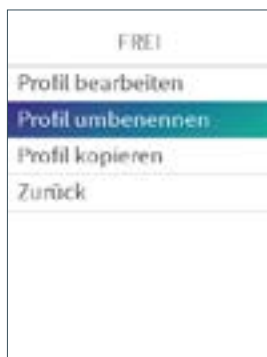 FREI
Profil bearbeiten
Profil umbenennen
Profil kopieren
Zurück